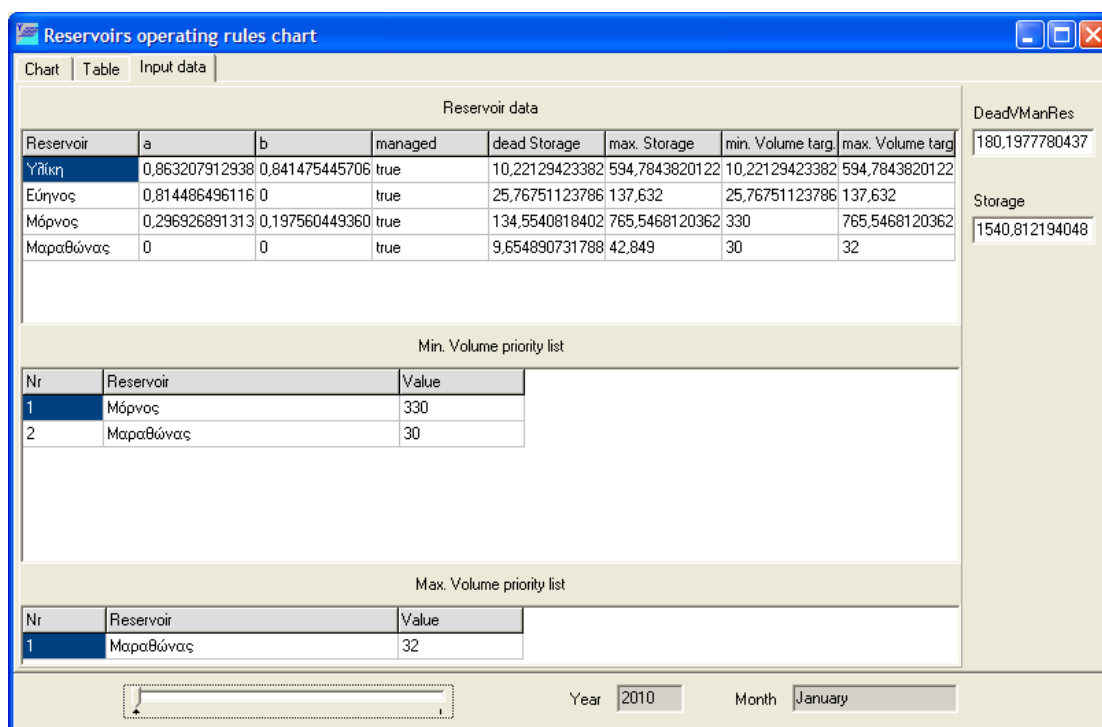 Reservoirs operating rules chart
Chart Table Input data
Reservoir data
Reservoir a b managed dead Storage max. Storage min. Volume targ. max. Volume targ
Υλίκη 0,863207912938 0,841475445706 true 10,22129423382 594,7843820122 10,22129423382 594,7843820122
Εύηνος 0,814486496116 0 true 25,76751123786 137,632 25,76751123786 137,632
Μόρνος 0,296926891313 0,197560449360 true 134,5540818402 765,5468120362 330 765,5468120362
Μαραθώνας 0 0 true 9,654890731788 42,849 30 32
DeadVManRes
180,1977780437
Storage
1540,812194048
Min. Volume priority list
Nr Reservoir Value
1 Μόρνος 330
2 Μαραθώνας 30
Max. Volume priority list
Nr Reservoir Value
1 Μαραθώνας 32
Year 2010 Month January